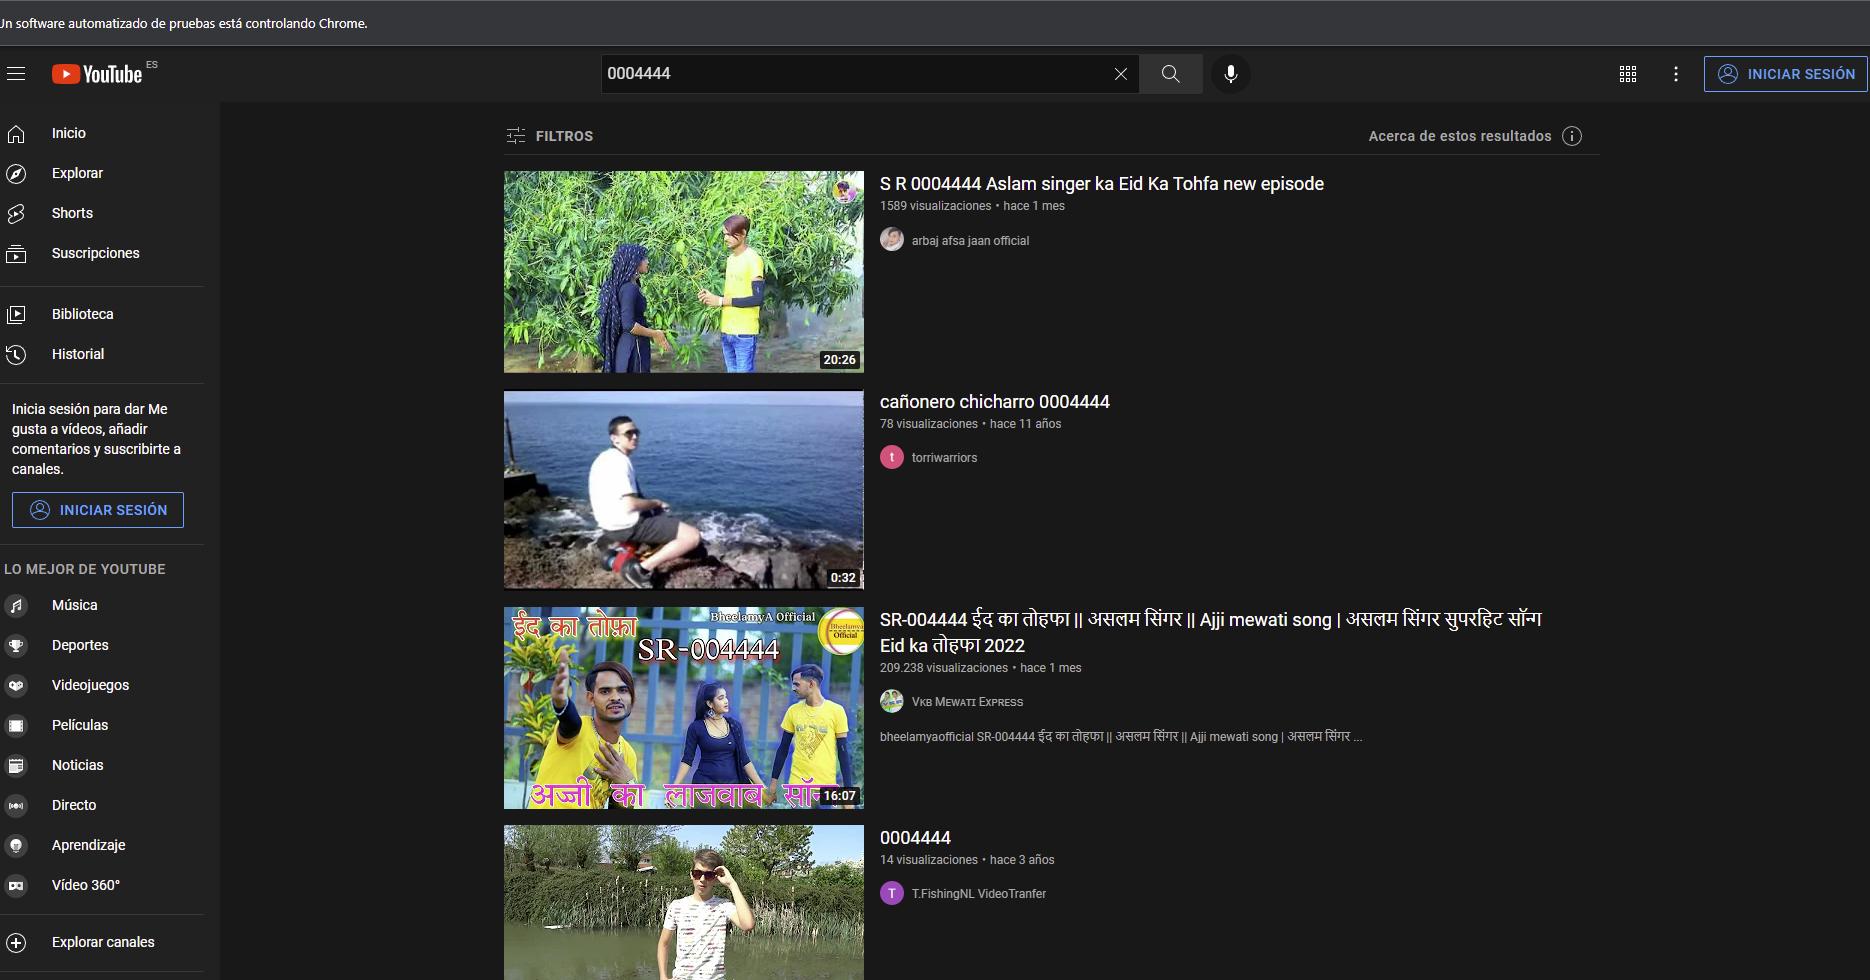 Un software automatizado de pruebas está controlando Chrome.
YouTube ES
0004444
INICIAR SESIÓN
Inicio
Explorar
Shorts
Suscripciones
Biblioteca
Historial
Inicia sesión para dar Me
gusta a vídeos, añadir
comentarios y suscribirte a
canales.
INICIAR SESIÓN
LO MEJOR DE YOUTUBE
Música
Deportes
Videojuegos
Películas
Noticias
Directo
Aprendizaje
Vídeo 360°
Explorar canales
FILTROS
Acerca de estos resultados
20:26
S R 0004444 Aslam singer ka Eid Ka Tohfa new episode
1589 visualizaciones • hace 1 mes
arbaj afsa jaan official
0:32
cañonero chicharro 0004444
78 visualizaciones • hace 11 años
t
torriwarriors
ईद का तोफ़ा
BheelamyA Official
Bheelamya
Official
SR-004444
अज्जी का लाजवाब सॉन्ग
16:07
SR-004444 ईद का तोहफा || असलम सिंगर || Ajji mewati song | असलम सिंगर सुपरहिट सॉन्ग
Eid ka तोहफा 2022
209.238 visualizaciones • hace 1 mes
Vkb Mewati Express
bheelamyaofficial SR-004444 ईद का तोहफा || असलम सिंगर || Ajji mewati song | असलम सिंगर ...
0004444
14 visualizaciones • hace 3 años
T
T.FishingNL VideoTranfer